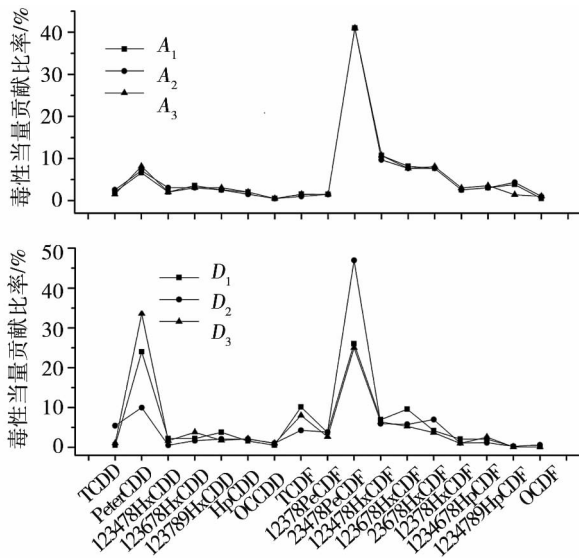 毒性当量贡献比率/%
40
30
20
10
0
A1
A2
A3
毒性当量贡献比率/%
50
40
30
20
10
0
D1
D2
D3
TCDD
PeterCDD
123478HxCDD
123678HxCDD
123789HxCDD
HpCDD
OCCDD
TCDF
12378PeCDF
23478PeCDF
123478HxCDF
123678HxCDF
23678HxCDF
12378HxCDF
1234678HpCDF
1234789HpCDF
OCDF